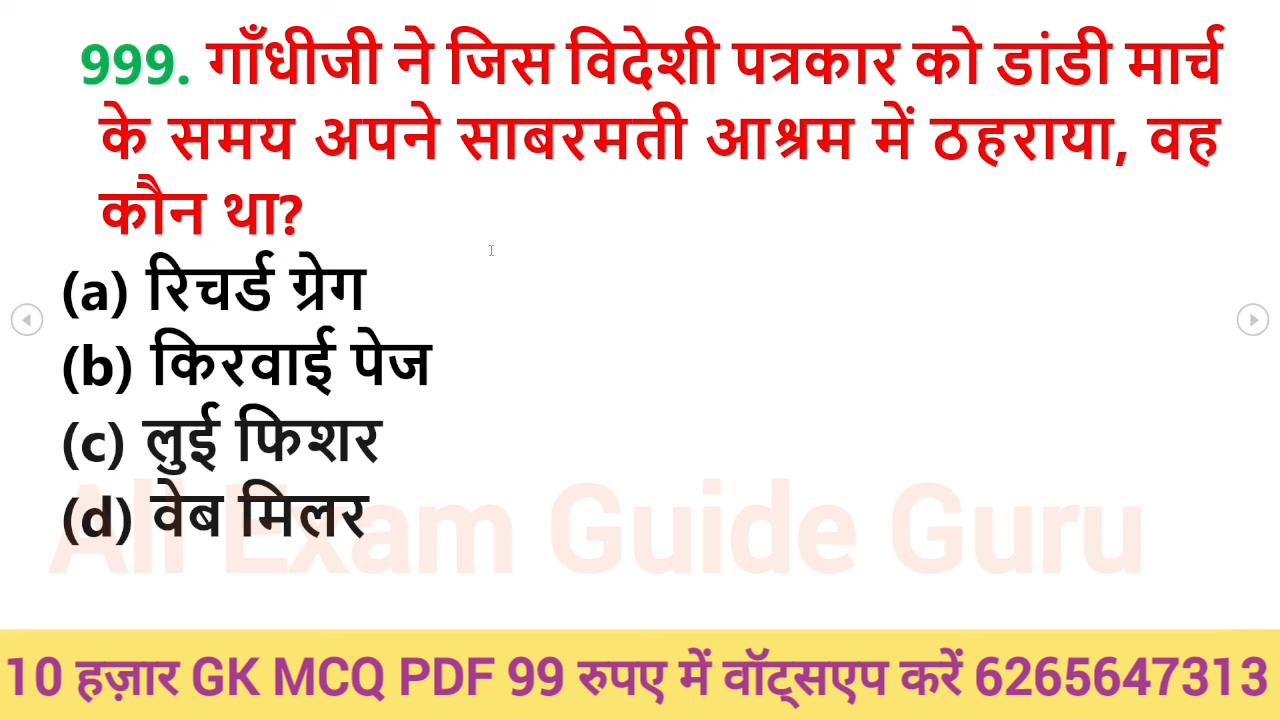 999. गाँधीजी ने जिस विदेशी पत्रकार को डांडी मार्च
के समय अपने साबरमती आश्रम में ठहराया, वह
कौन था?
(a) रिचर्ड ग्रेग
(b) किरवाई पेज
(c) लुई फिशर
(d) वेब मिलर
All Exam Guide Guru
10 हज़ार GK MCQ PDF 99 रुपए में वॉट्सएप करें 6265647313